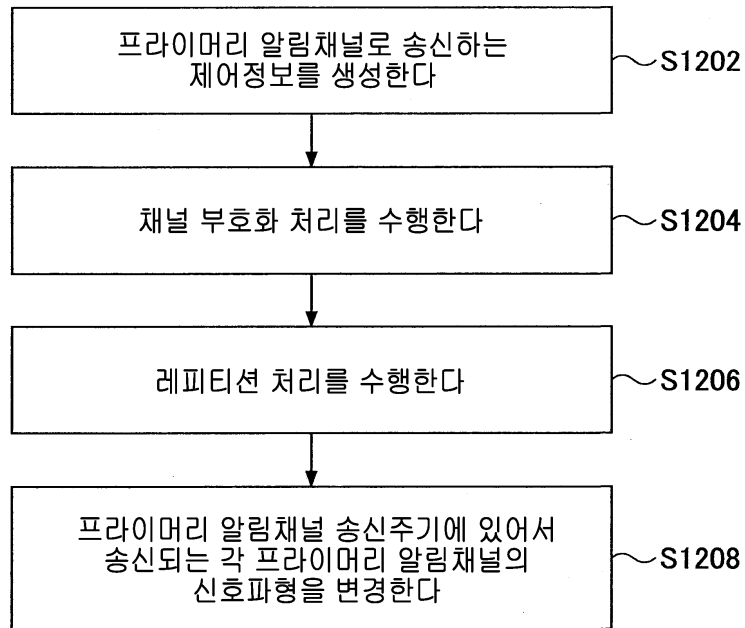 프라이머리 알림채널로 송신하는
제어정보를 생성한다
S1202
채널 부호화 처리를 수행한다
S1204
레피티션 처리를 수행한다
S1206
프라이머리 알림채널 송신주기에 있어서
송신되는 각 프라이머리 알림채널의
신호파형을 변경한다
S1208